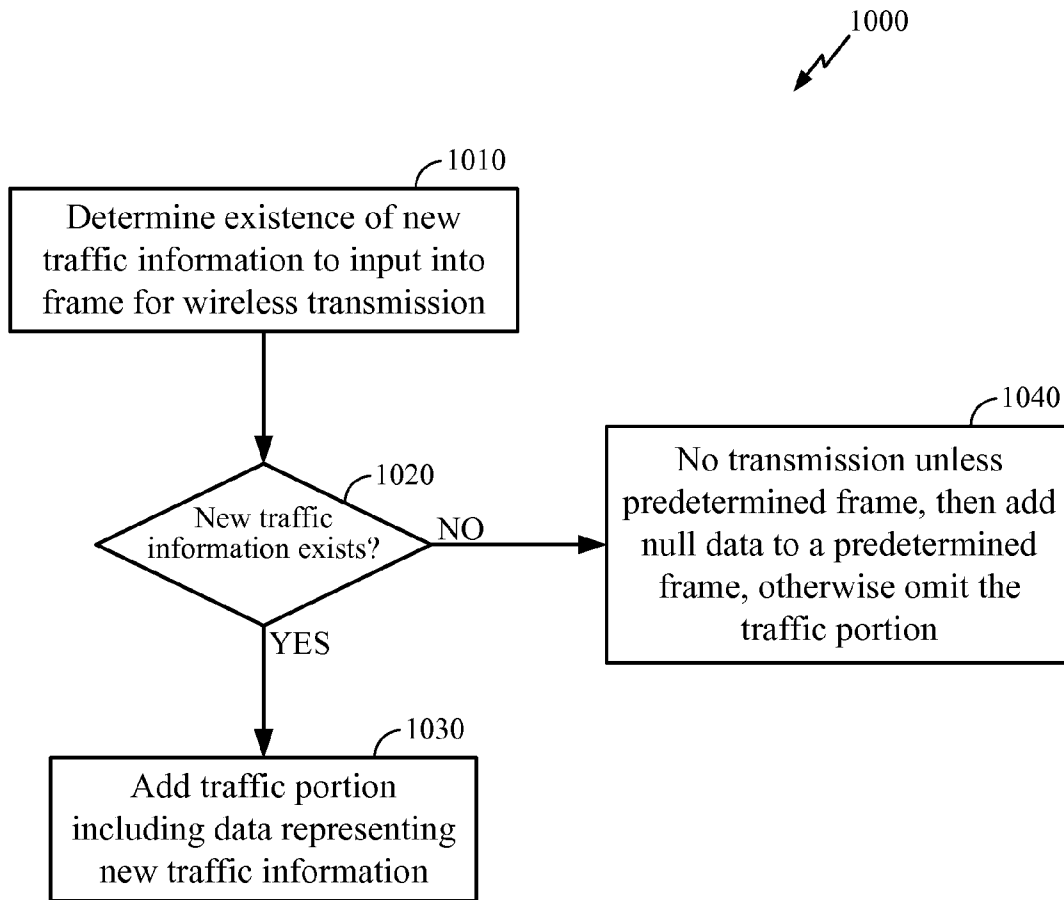 1000
1010
Determine existence of new
traffic information to input into
frame for wireless transmission
1020
New traffic
information exists?
NO
1040
No transmission unless
predetermined frame, then add
null data to a predetermined
frame, otherwise omit the
traffic portion
YES
1030
Add traffic portion
including data representing
new traffic information